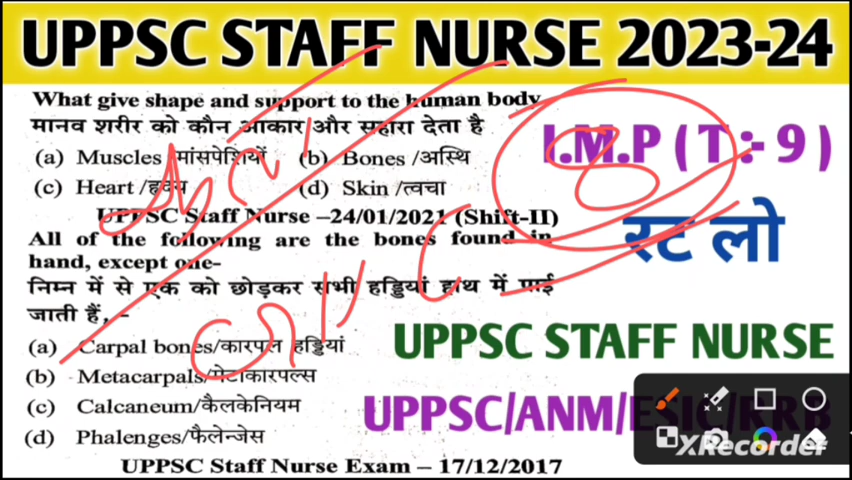 UPPSC STAFF NURSE 2023-24
What give shape and support to the human body
मानव शरीर को कौन आकार और सहारा देता है
(a) Muscles /मांसपेशियों (b) Bones /अस्थि
(c) Heart /हृदय (d) Skin /त्वचा
UPPSC Staff Nurse –24/01/2021 (Shift-II)
All of the following are the bones found in
hand, except one-
निम्न में से एक को छोड़कर सभी हड्डियां हाथ में पाई
जाती हैं, -
(a) Carpal bones/कारपल हड्डियां
(b) Metacarpals/मेटाकारपल्स
(c) Calcaneum/कैलकेनियम
(d) Phalenges/फैलेन्जेस
UPPSC Staff Nurse Exam – 17/12/2017
I.M.P ( T :- 9 )
8
रट लो
UPPSC STAFF NURSE
UPPSC/ANM/ESIC/RRB
XRecorder